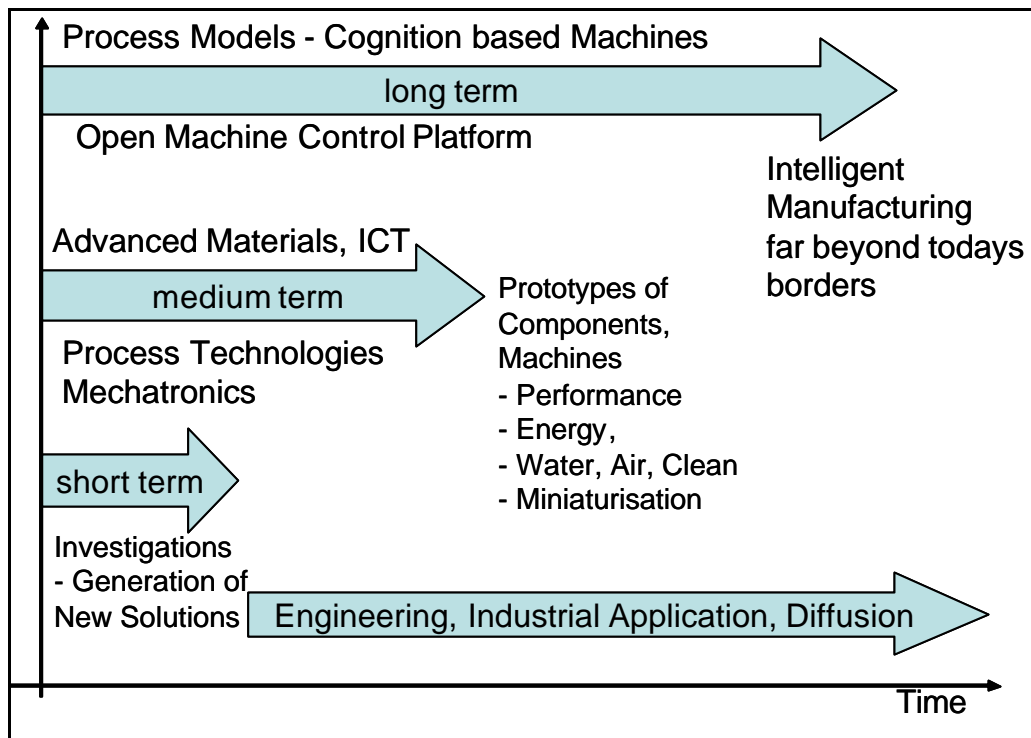 Process Models - Cognition based Machines
long term
Open Machine Control Platform
Intelligent
Manufacturing
far beyond todays
borders
Advanced Materials, ICT
medium term
Process Technologies
Mechatronics
Prototypes of
Components,
Machines
- Performance
- Energy,
- Water, Air, Clean
- Miniaturisation
short term
Investigations
- Generation of
New Solutions
Engineering, Industrial Application, Diffusion
Time